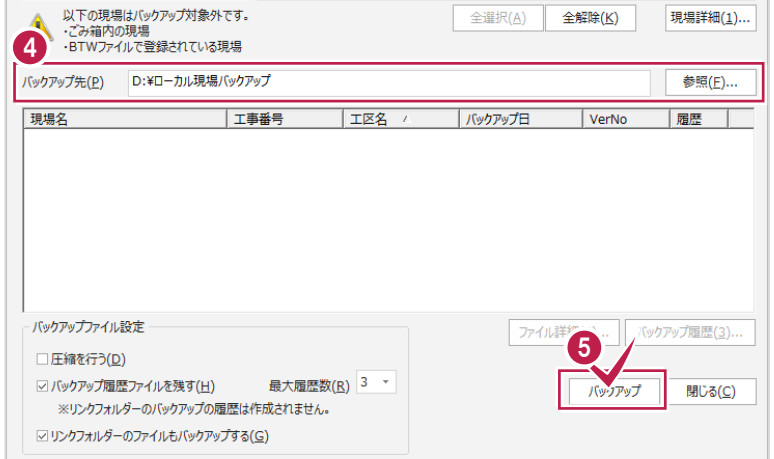 以下の現場はバックアップ対象外です。
・ごみ箱内の現場
・BTWファイルで登録されている現場
全選択(A) 全解除(K) 現場詳細(1)...
4
バックアップ先(P) D:¥ローカル現場バックアップ 参照(F)...
現場名 工事番号 工区名 バックアップ日 VerNo 履歴
バックアップファイル設定
ファイル詳細 ... バックアップ履歴(3)...
5
圧縮を行う(D)
バックアップ履歴ファイルを残す(H) 最大履歴数(R) 3
バックアップ 閉じる(C)
※リンクフォルダーのバックアップの履歴は作成されません。
リンクフォルダーのファイルもバックアップする(G)